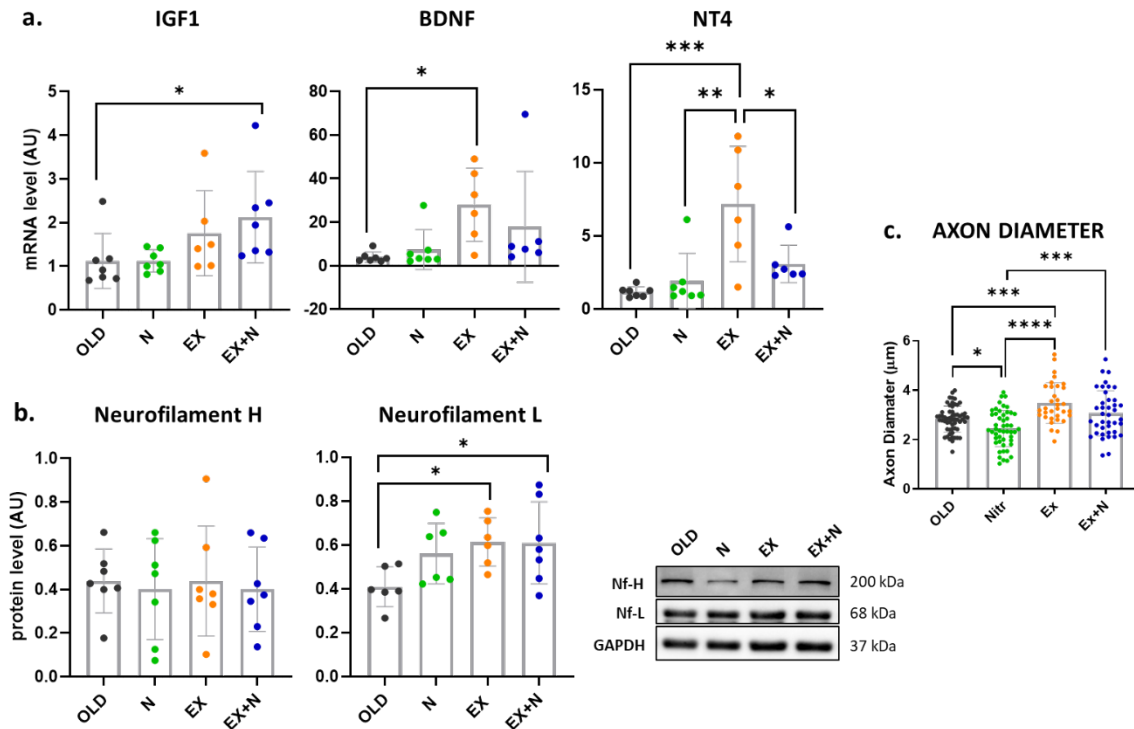 a.
IGF1
BDNF
NT4
mRNA level (AU)
5
4
3
2
1
0
*
OLD
N
EX
EX+N
80
60
40
20
0
-20
*
OLD
N
EX
EX+N
15
10
5
0
***
**
*
OLD
N
EX
EX+N
c.
AXON DIAMETER
Axon Diamater (μm)
6
4
2
0
***
***
****
*
OLD
Nitr
Ex
Ex+N
b.
Neurofilament H
Neurofilament L
protein level (AU)
1.0
0.8
0.6
0.4
0.2
0.0
OLD
N
EX
EX+N
1.0
0.8
0.6
0.4
0.2
0.0
*
*
OLD
N
EX
EX+N
OLD
N
EX
EX+N
Nf-H
200 kDa
Nf-L
68 kDa
GAPDH
37 kDa